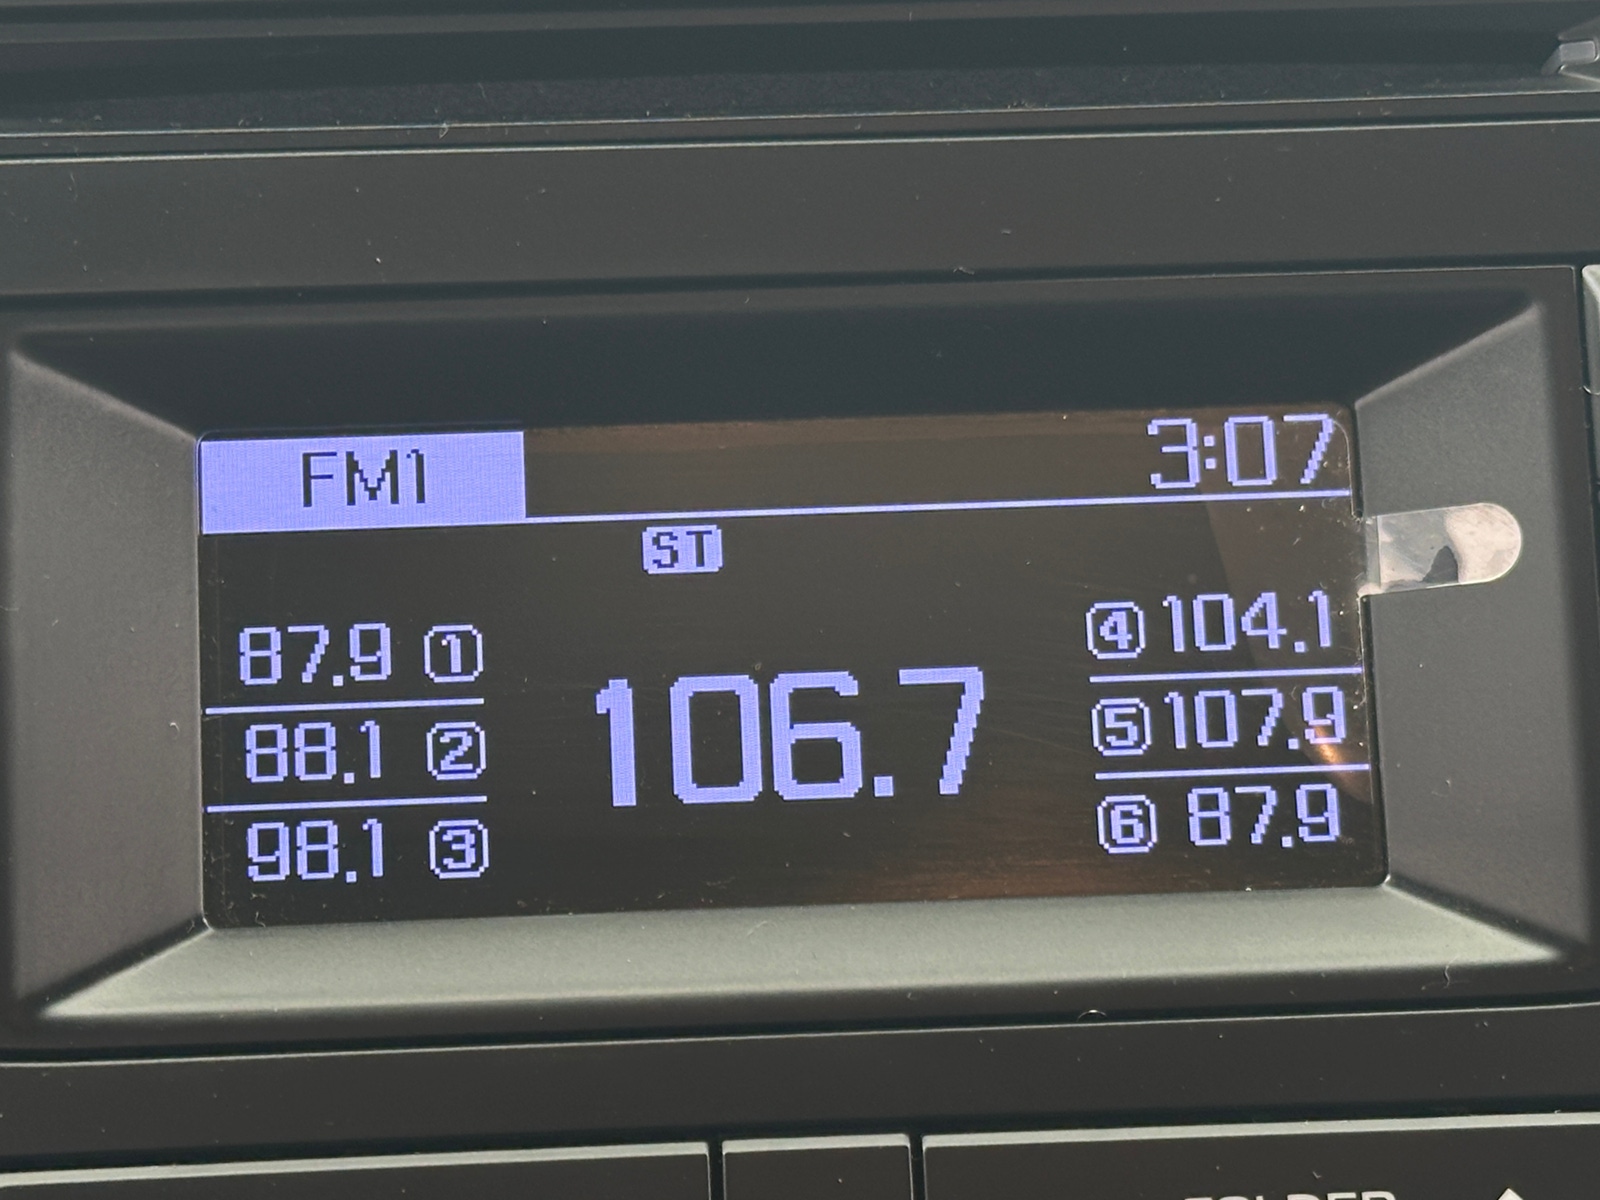 FM1 3:07
ST
87.9 ① ④ 104.1
106.7
88.1 ② ⑤ 107.9
98.1 ③ ⑥ 87.9